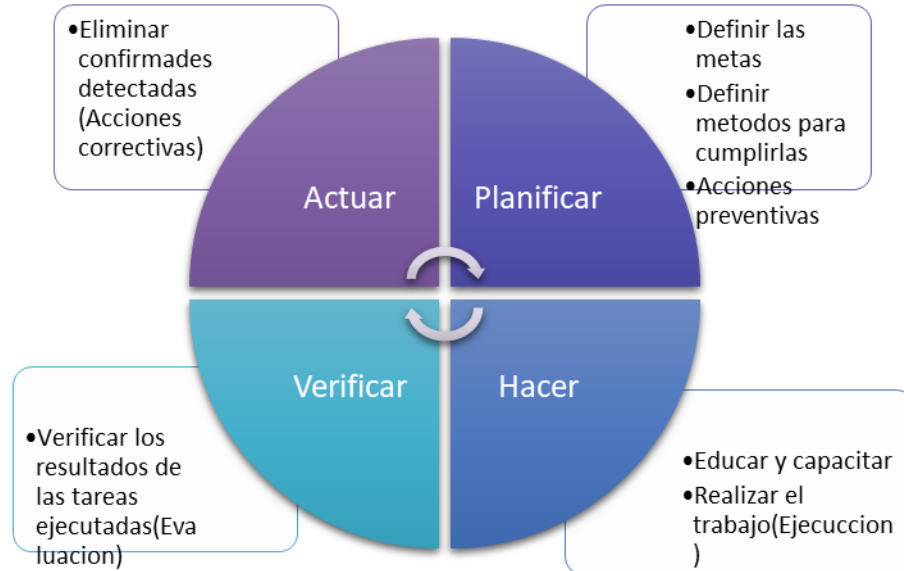 •Eliminar
confirmades
detectadas
(Acciones
correctivas)
•Definir las
metas
•Definir
metodos para
cumplirlas
•Acciones
preventivas
Actuar
Planificar
Verificar
Hacer
•Verificar los
resultados de
las tareas
ejecutadas(Eva
luacion)
•Educar y capacitar
•Realizar el
trabajo(Ejecuccion
)